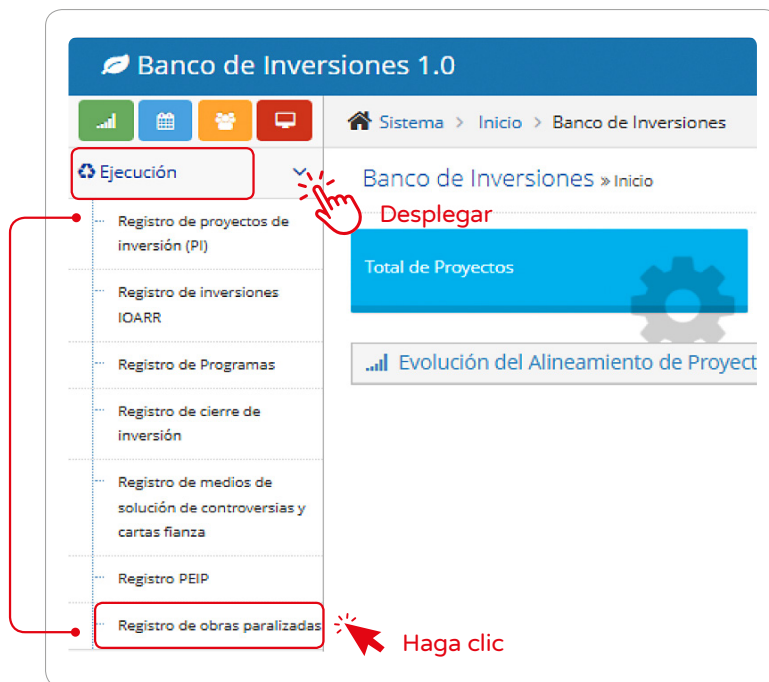 Banco de Inversiones 1.0
Sistema > Inicio > Banco de Inversiones
Ejecución
Banco de Inversiones » Inicio
Desplegar
Registro de proyectos de
inversión (PI)
Total de Proyectos
Registro de inversiones
IOARR
Registro de Programas
Evolución del Alineamiento de Proyect
Registro de cierre de
inversión
Registro de medios de
solución de controversias y
cartas fianza
Registro PEIP
Registro de obras paralizadas
Haga clic